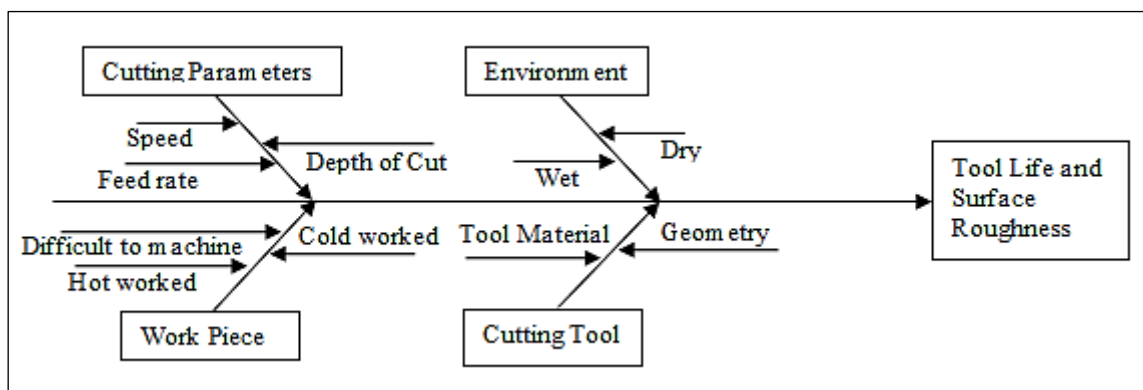 Cutting Parameters
Environment
Speed
Depth of Cut
Feed rate
Dry
Wet
Tool Life and
Surface
Roughness
Difficult to machine
Cold worked
Hot worked
Tool Material
Geometry
Work Piece
Cutting Tool